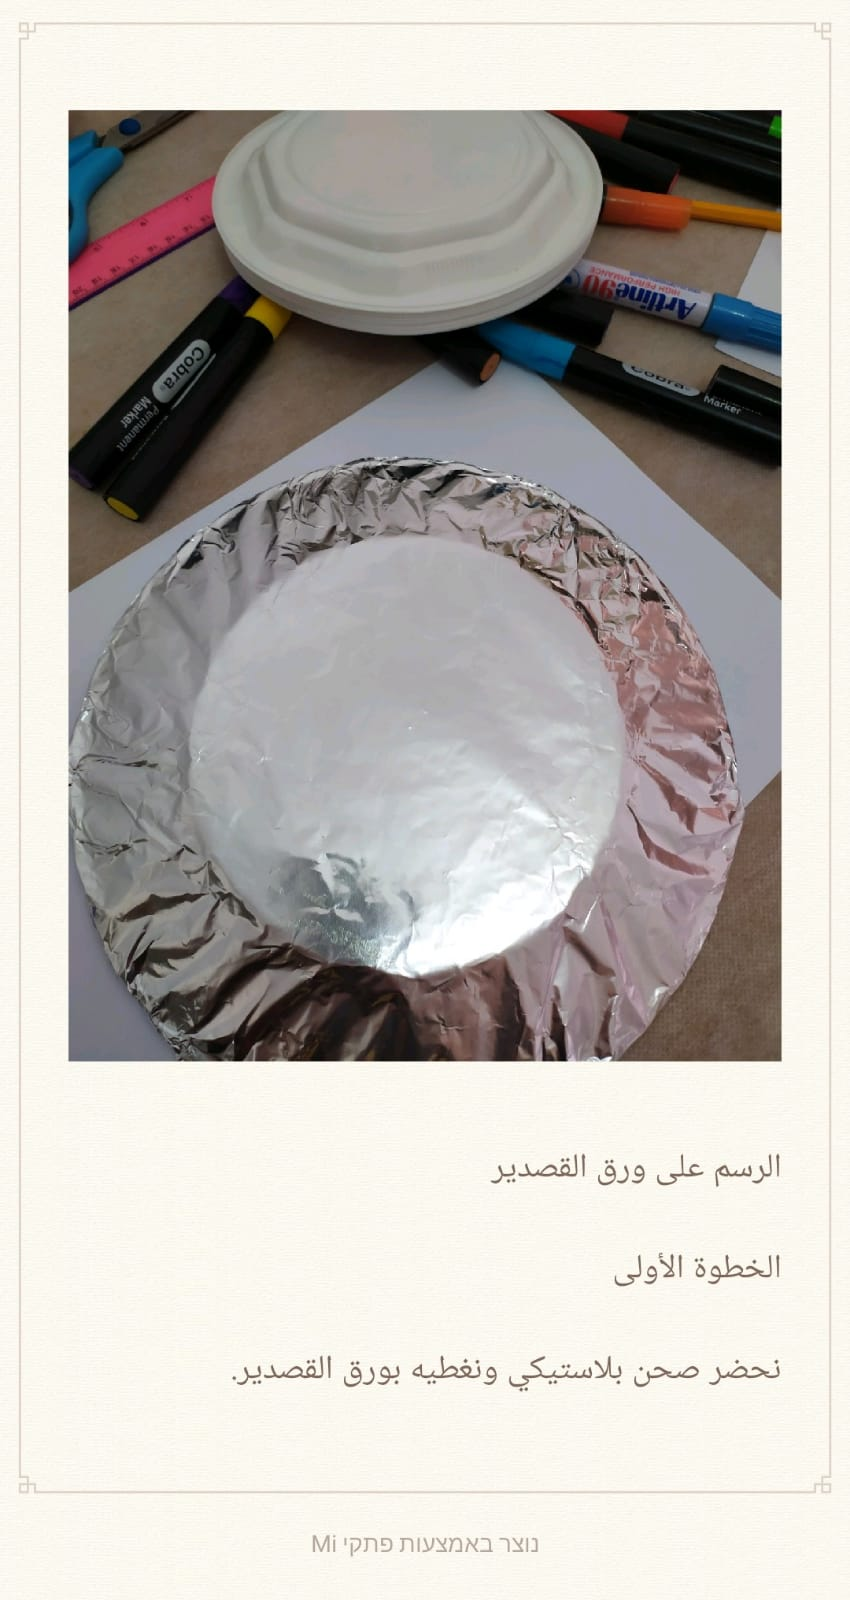 Cobra
Permanent
Marker
Artline 90
HIGH PERFORMANCE
Cobra
Marker
الرسم على ورق القصدير
الخطوة الأولى
نحضر صحن بلاستيكي ونغطيه بورق القصدير.
נוצר באמצעות פתקי Mi